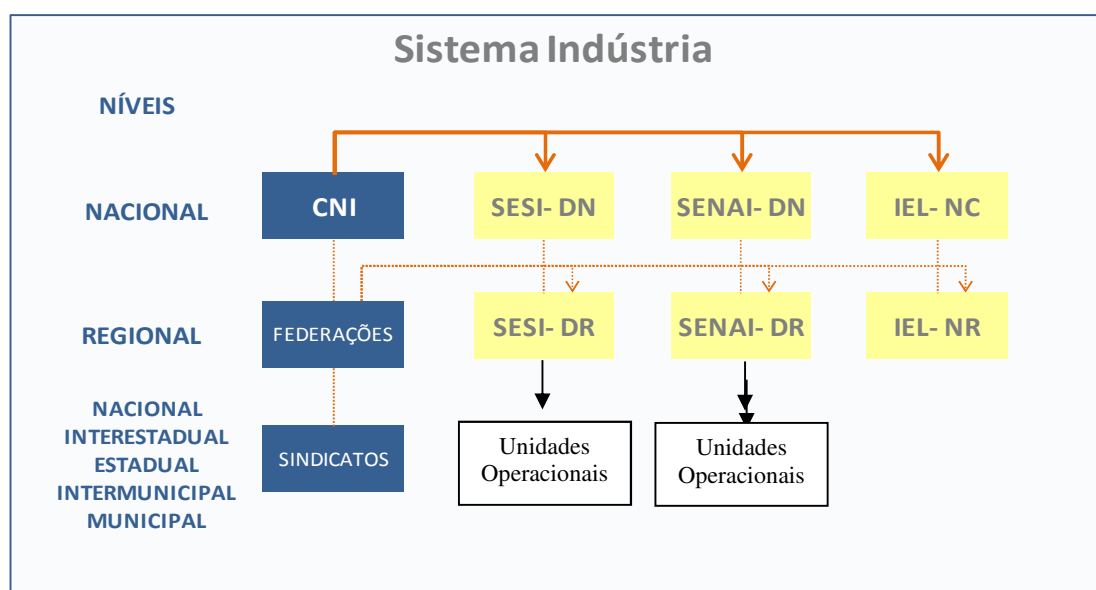 Sistema Indústria
NÍVEIS
NACIONAL
CNI
SESI- DN
SENAI- DN
IEL- NC
REGIONAL
FEDERAÇÕES
SESI- DR
SENAI- DR
IEL- NR
NACIONAL
INTERESTADUAL
ESTADUAL
INTERMUNICIPAL
MUNICIPAL
SINDICATOS
Unidades
Operacionais
Unidades
Operacionais